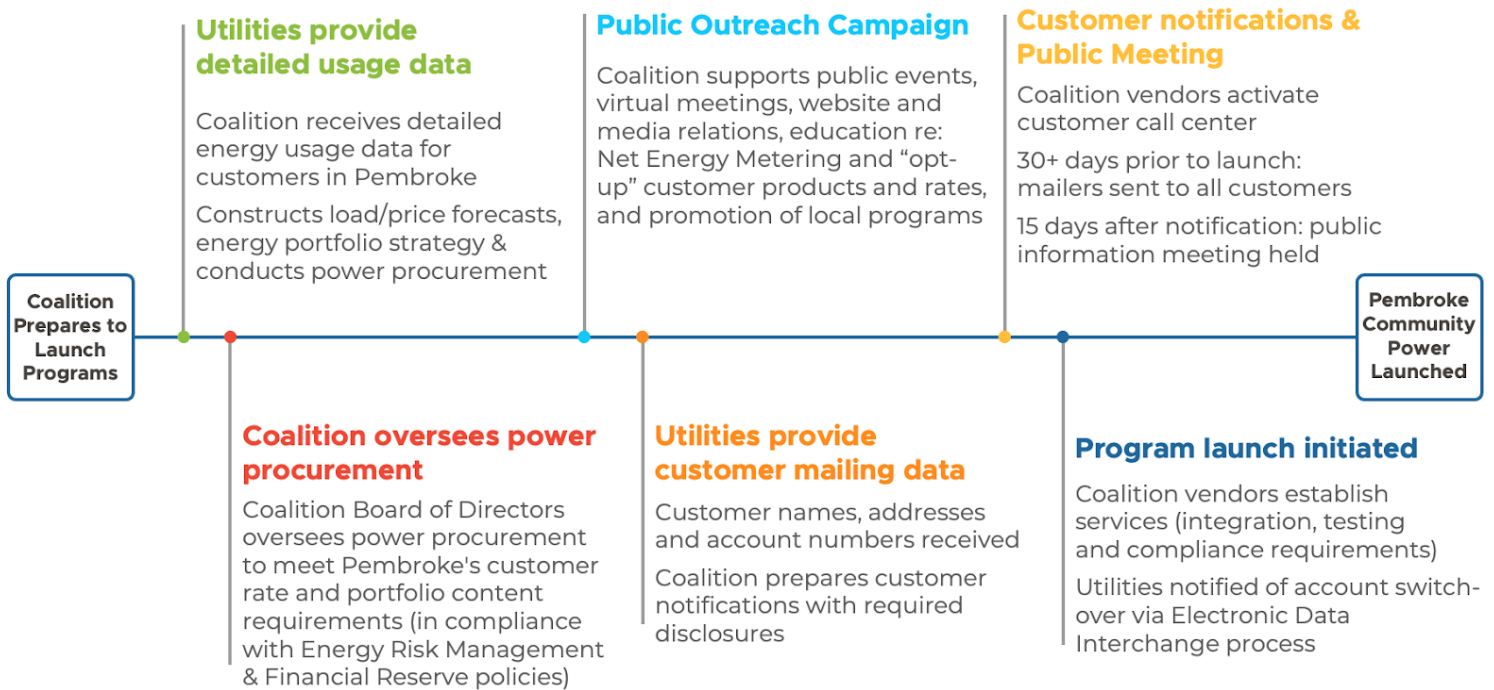 Coalition
Prepares to
Launch
Programs
Utilities provide
detailed usage data
Coalition receives detailed
energy usage data for
customers in Pembroke
Constructs load/price forecasts,
energy portfolio strategy &
conducts power procurement
Coalition oversees power
procurement
Coalition Board of Directors
oversees power procurement
to meet Pembroke's customer
rate and portfolio content
requirements (in compliance
with Energy Risk Management
& Financial Reserve policies)
Public Outreach Campaign
Coalition supports public events,
virtual meetings, website and
media relations, education re:
Net Energy Metering and “opt-
up” customer products and rates,
and promotion of local programs
Utilities provide
customer mailing data
Customer names, addresses
and account numbers received
Coalition prepares customer
notifications with required
disclosures
Customer notifications &
Public Meeting
Coalition vendors activate
customer call center
30+ days prior to launch:
mailers sent to all customers
15 days after notification: public
information meeting held
Program launch initiated
Coalition vendors establish
services (integration, testing
and compliance requirements)
Utilities notified of account switch-
over via Electronic Data
Interchange process
Pembroke
Community
Power
Launched